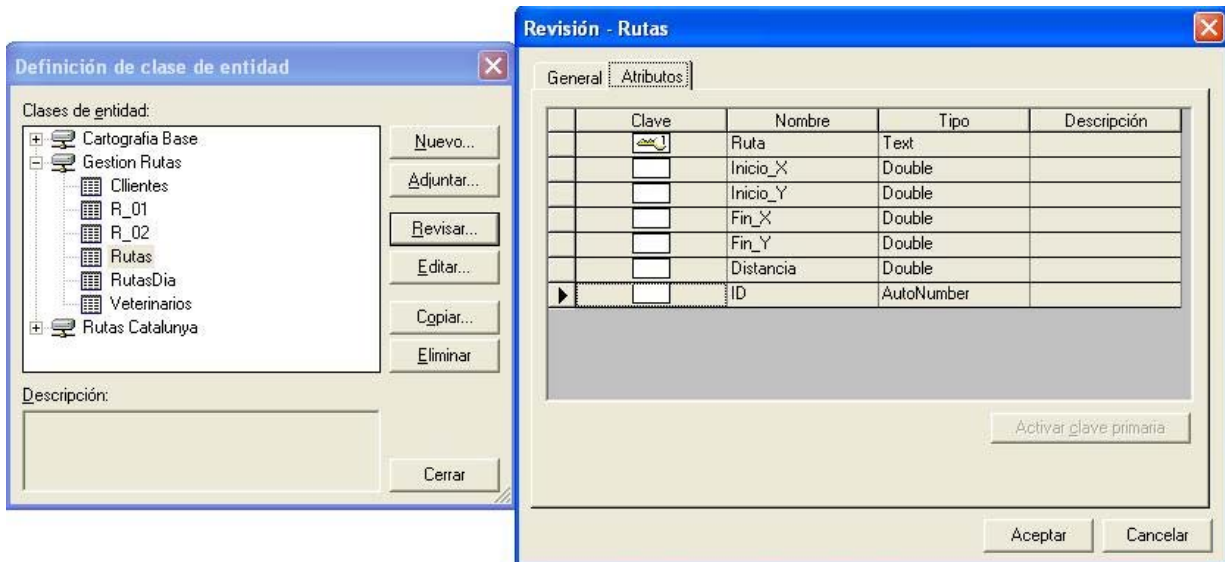 Definición de clase de entidad
Clases de entidad:
Cartografia Base
Gestion Rutas
Cllientes
R_01
R_02
Rutas
RutasDia
Veterinarios
Rutas Catalunya
Nuevo...
Adjuntar...
Revisar...
Editar...
Copiar...
Eliminar
Descripción:
Cerrar
Revisión - Rutas
General Atributos
Clave Nombre Tipo Descripción
Ruta Text
Inicio_X Double
Inicio_Y Double
Fin_X Double
Fin_Y Double
Distancia Double
ID AutoNumber
Activar clave primaria
Aceptar Cancelar